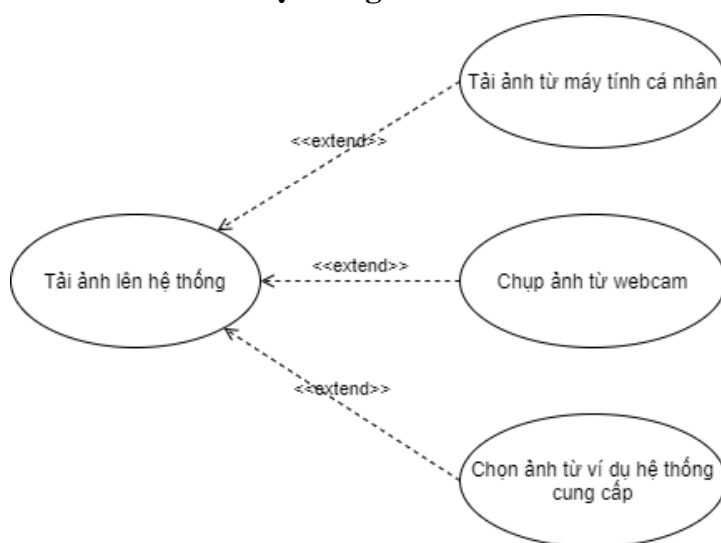 Tải ảnh từ máy tính cá nhân
<<extend>>
<<extend>>
Tải ảnh lên hệ thống
Chụp ảnh từ webcam
<<extend>>
Chọn ảnh từ ví dụ hệ thống
cung cấp